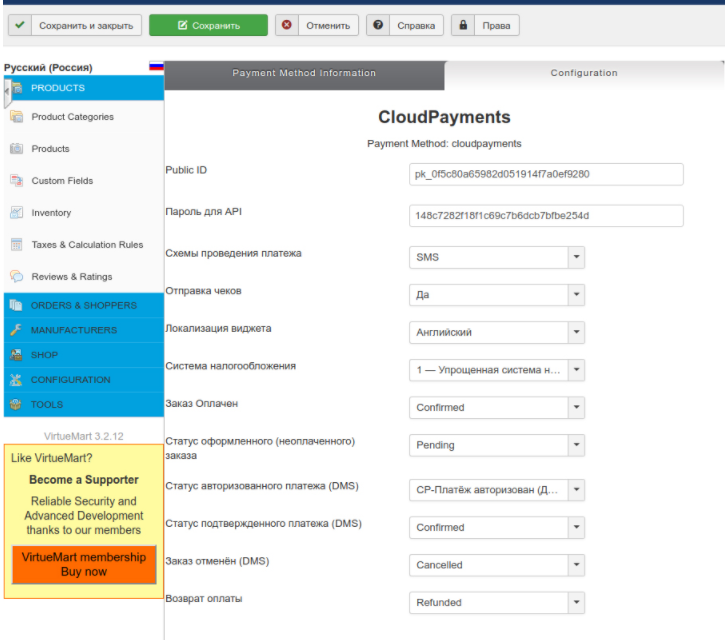 Сохранить и закрыть
Сохранить
Отменить
Справка
Права
Русский (Россия)
PRODUCTS
Product Categories
Products
Custom Fields
Inventory
Taxes & Calculation Rules
Reviews & Ratings
ORDERS & SHOPPERS
MANUFACTURERS
SHOP
CONFIGURATION
TOOLS
VirtueMart 3.2.12
Like VirtueMart?
Become a Supporter
Reliable Security and
Advanced Development
thanks to our members
VirtueMart membership
Buy now
Payment Method Information
Configuration
CloudPayments
Payment Method: cloudpayments
Public ID
pk_0f5c80a65982d051914f7a0ef9280
Пароль для API
148c7282f18f1c69c7b6dcb7bfbe254d
Схемы проведения платежа
SMS
Отправка чеков
Да
Локализация виджета
Английский
Система налогообложения
1 — Упрощенная система н...
Заказ Оплачен
Confirmed
Статус оформленного (неоплаченного)
заказа
Pending
Статус авторизованного платежа (DMS)
CP-Платёж авторизован (Д...
Статус подтвержденного платежа (DMS)
Confirmed
Заказ отменён (DMS)
Cancelled
Возврат оплаты
Refunded